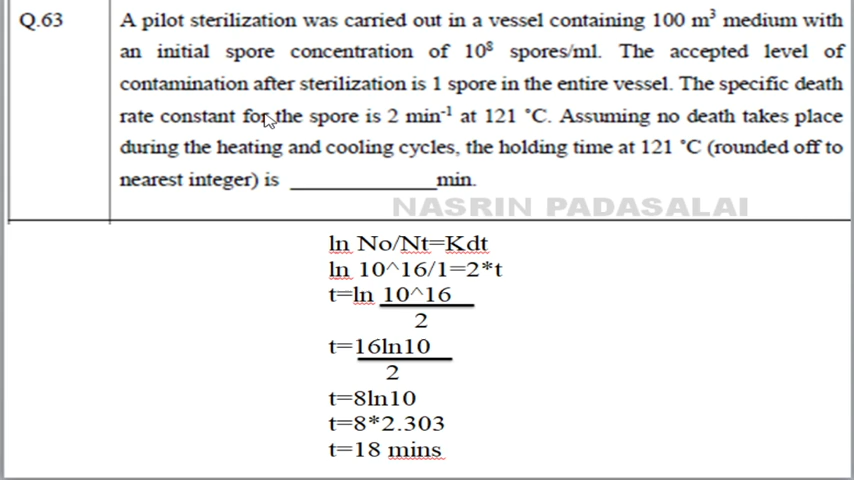 Q.63
A pilot sterilization was carried out in a vessel containing 100 m³ medium with
an initial spore concentration of 10⁸ spores/ml. The accepted level of
contamination after sterilization is 1 spore in the entire vessel. The specific death
rate constant for the spore is 2 min⁻¹ at 121 °C. Assuming no death takes place
during the heating and cooling cycles, the holding time at 121 °C (rounded off to
nearest integer) is ______________min.
NASRIN PADASALAI
ln No/Nt=Kdt
ln 10^16/1=2*t
t=ln 10^16
2
t=16ln10
2
t=8ln10
t=8*2.303
t=18 mins